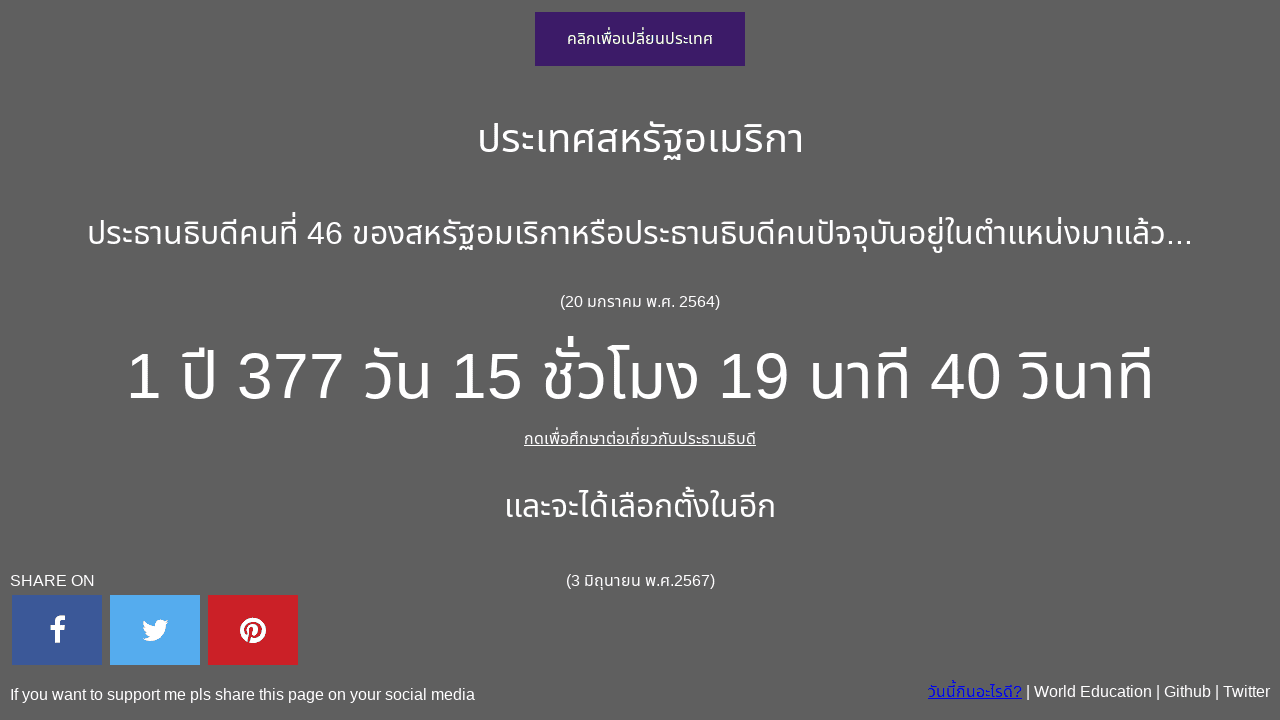 คลิกเพื่อเปลี่ยนประเทศ
ประเทศสหรัฐอเมริกา
ประธานธิบดีคนที่ 46 ของสหรัฐอมเริกาหรือประธานธิบดีคนปัจจุบันอยู่ในตำแหน่งมาแล้ว...
(20 มกราคม พ.ศ. 2564)
1 ปี 377 วัน 15 ชั่วโมง 19 นาที 40 วินาที
กดเพื่อศึกษาต่อเกี่ยวกับประธานธิบดี
และจะได้เลือกตั้งในอีก
(3 มิถุนายน พ.ศ.2567)
SHARE ON
If you want to support me pls share this page on your social media
วันนี้กินอะไรดี? | World Education | Github | Twitter